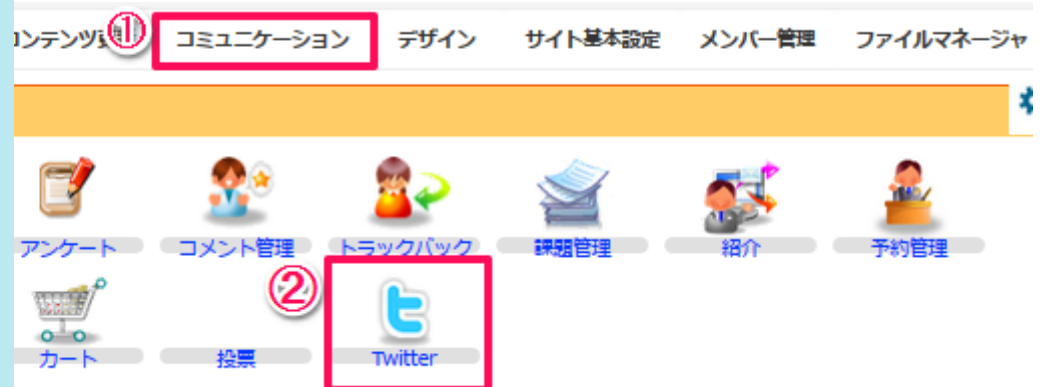 ①
コンテンツ
コミュニケーション
デザイン
サイト基本設定
メンバー管理
ファイルマネージャ
アンケート
コメント管理
トラックバック
課題管理
紹介
予約管理
②
カート
投票
Twitter